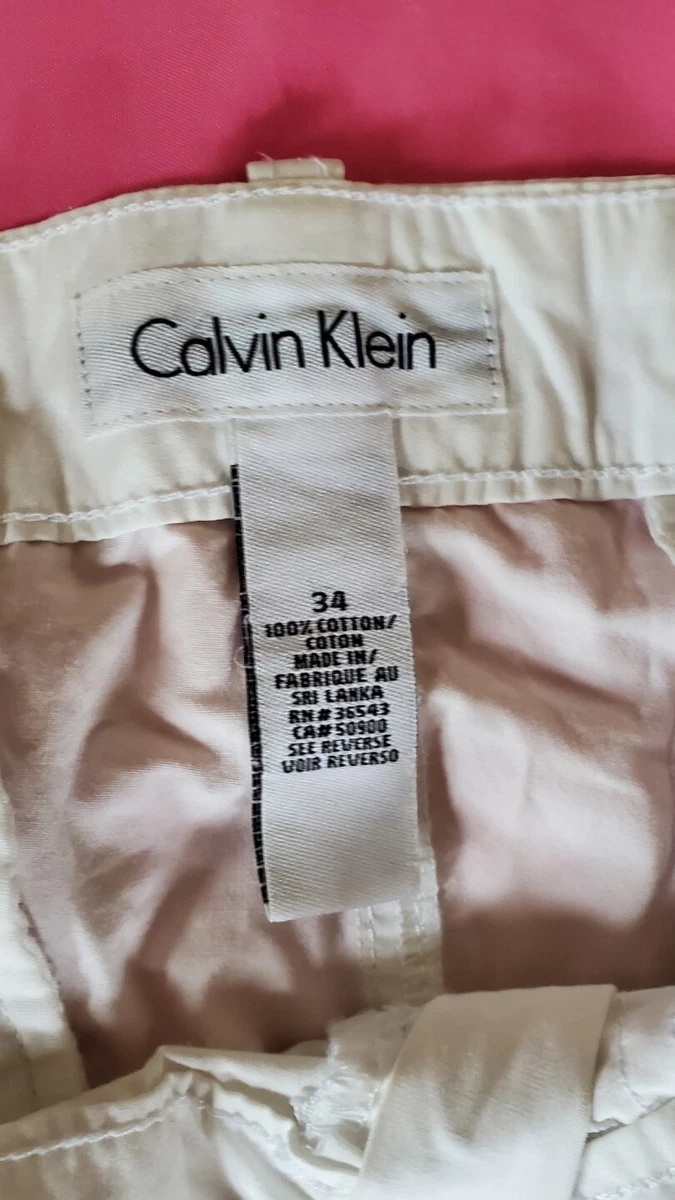 Calvin Klein
34
100% COTTON/
COTON
MADE IN/
FABRIQUE AU
SRI LANKA
RN#36543
CA#50900
SEE REVERSE
VOIR REVERSO